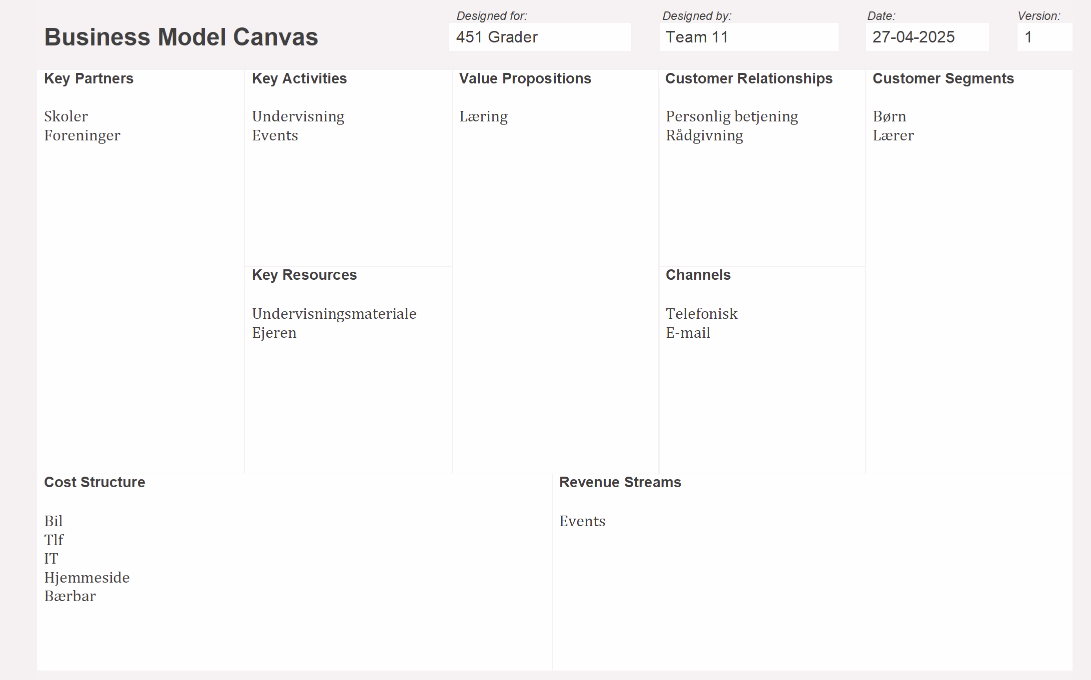 Business Model Canvas
Designed for:
451 Grader
Designed by:
Team 11
Date:
27-04-2025
Version:
1
Key Partners
Skoler
Foreninger
Key Activities
Undervisning
Events
Key Resources
Undervisningsmateriale
Ejeren
Value Propositions
Læring
Customer Relationships
Personlig betjening
Rådgivning
Channels
Telefonisk
E-mail
Customer Segments
Børn
Lærer
Cost Structure
Bil
Tlf
IT
Hjemmeside
Bærbar
Revenue Streams
Events